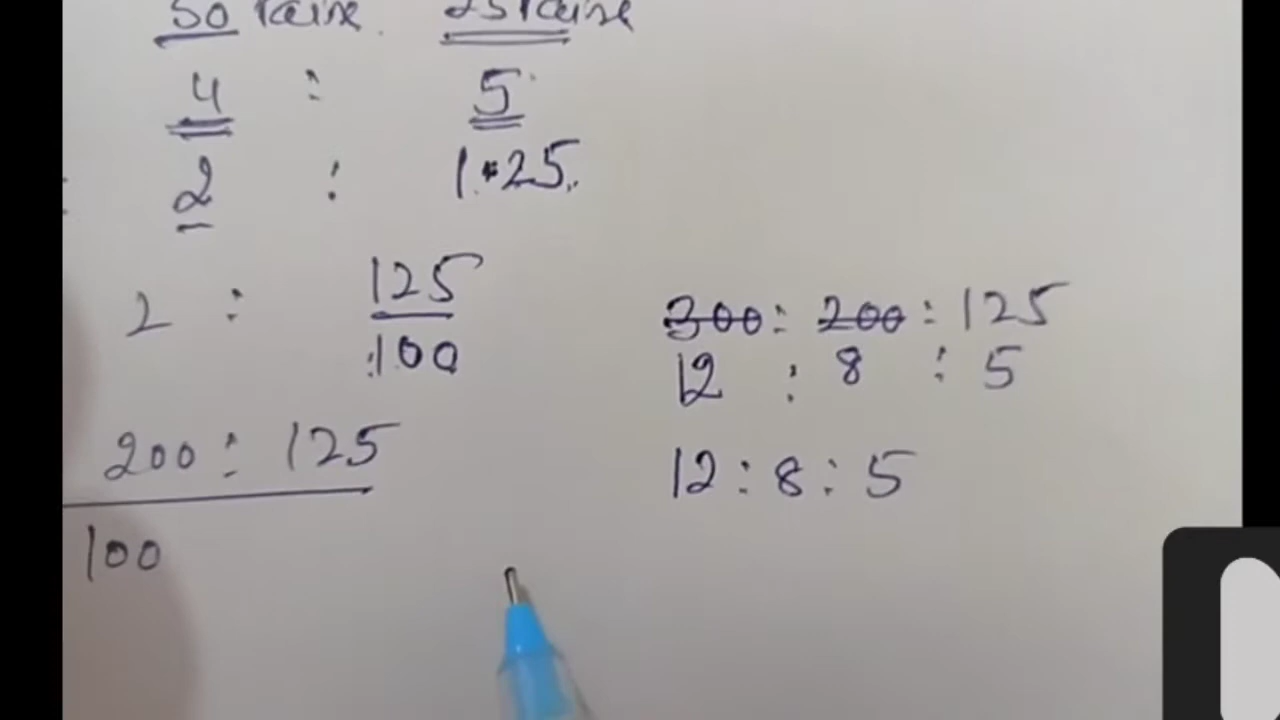 50 Paise. 25 Paise
4 : 5
: 2 : 1.25
2 : 125
100
200 : 125
100
300 : 200 : 125
12 : 8 : 5
12 : 8 : 5